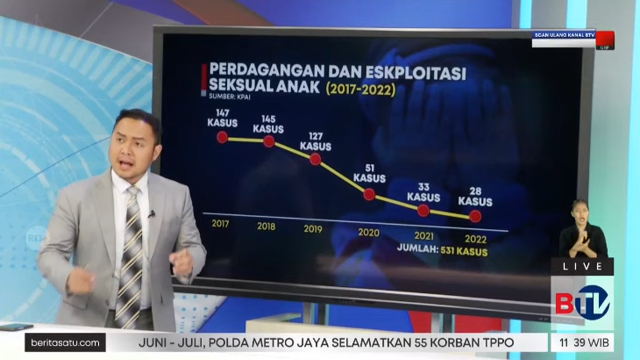 SCAN ULANG KANAL BTV
PERDAGANGAN DAN ESKPLOITASI
SEKSUAL ANAK (2017-2022)
SUMBER: KPAI
147
KASUS
145
KASUS
127
KASUS
51
KASUS
33
KASUS
28
KASUS
2017
2018
2019
2020
2021
2022
JUMLAH: 531 KASUS
LIVE
BTV
beritasatu.com
JUNI - JULI, POLDA METRO JAYA SELAMATKAN 55 KORBAN TPPO
11 39 WIB